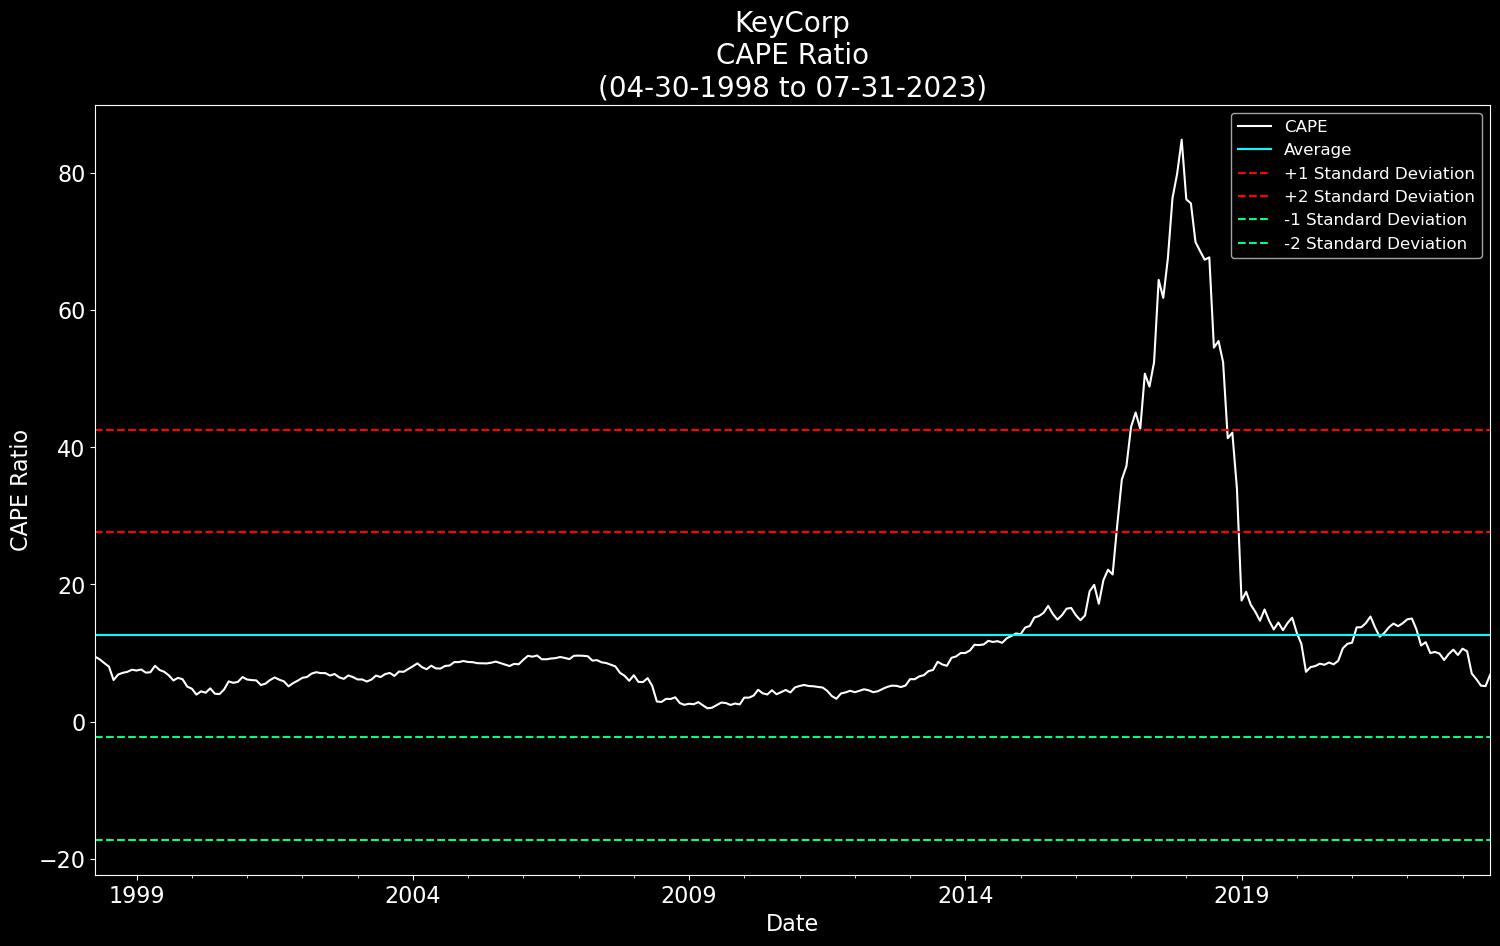 KeyCorp
CAPE Ratio
(04-30-1998 to 07-31-2023)
CAPE
Average
+1 Standard Deviation
+2 Standard Deviation
-1 Standard Deviation
-2 Standard Deviation
80
60
40
20
0
−20
CAPE Ratio
1999
2004
2009
2014
2019
Date